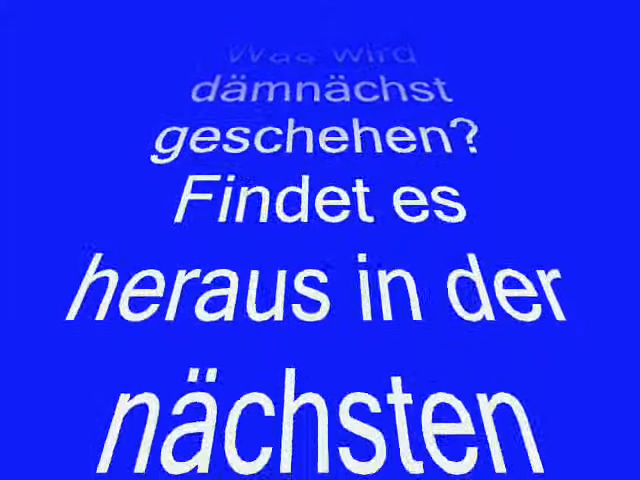 Was wird
dämnächst
geschehen?
Findet es
heraus in der
nächsten